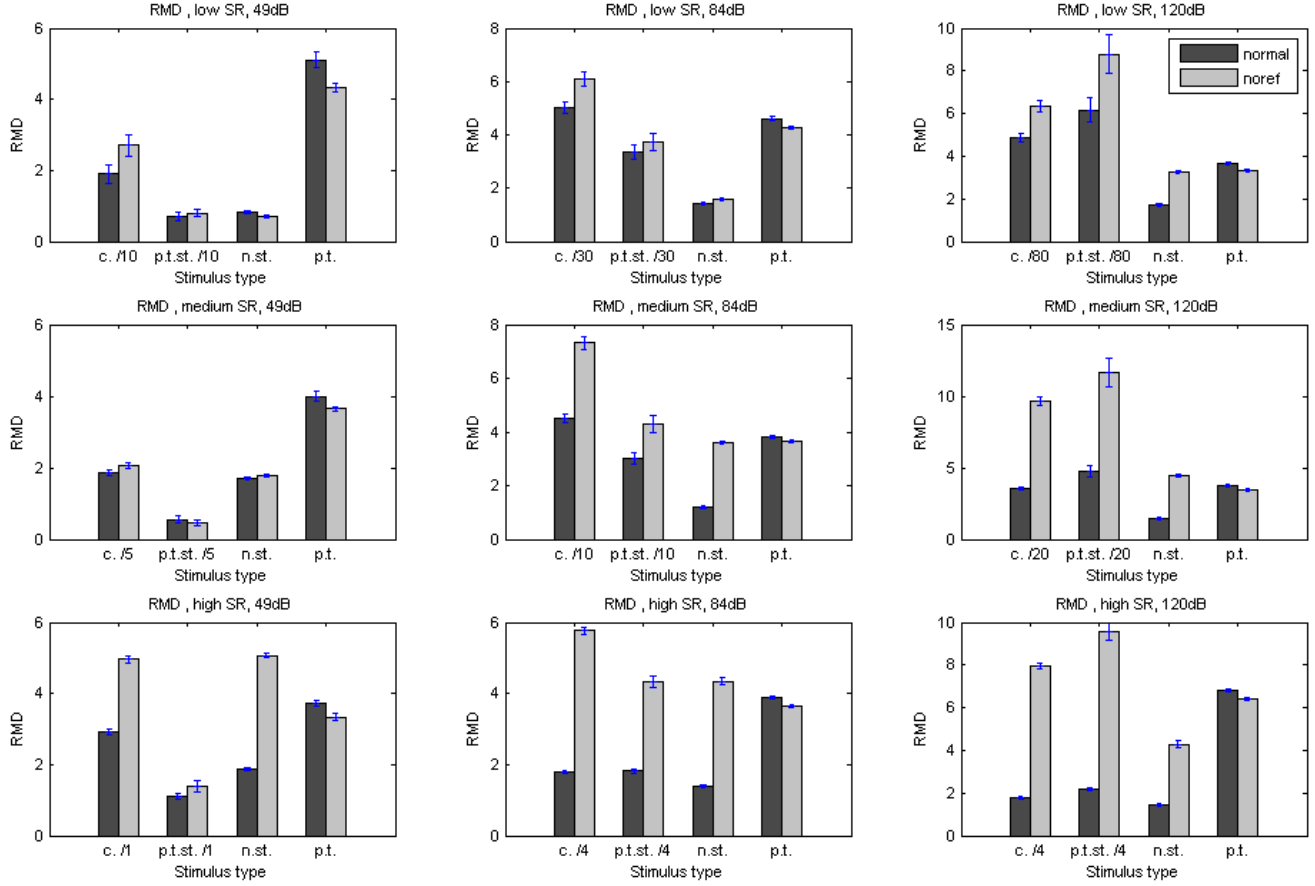 RMD , low SR, 49dB
RMD
6
4
2
0
c. /10 p.t.st. /10 n.st. p.t.
Stimulus type
RMD , low SR, 84dB
RMD
8
6
4
2
0
c. /30 p.t.st. /30 n.st. p.t.
Stimulus type
RMD , low SR, 120dB
RMD
10
8
6
4
2
0
normal
noref
c. /80 p.t.st. /80 n.st. p.t.
Stimulus type
RMD , medium SR, 49dB
RMD
6
4
2
0
c. /5 p.t.st. /5 n.st. p.t.
Stimulus type
RMD , medium SR, 84dB
RMD
8
6
4
2
0
c. /10 p.t.st. /10 n.st. p.t.
Stimulus type
RMD , medium SR, 120dB
RMD
15
10
5
0
c. /20 p.t.st. /20 n.st. p.t.
Stimulus type
RMD , high SR, 49dB
RMD
6
4
2
0
c. /1 p.t.st. /1 n.st. p.t.
Stimulus type
RMD , high SR, 84dB
RMD
6
4
2
0
c. /4 p.t.st. /4 n.st. p.t.
Stimulus type
RMD , high SR, 120dB
RMD
10
8
6
4
2
0
c. /4 p.t.st. /4 n.st. p.t.
Stimulus type